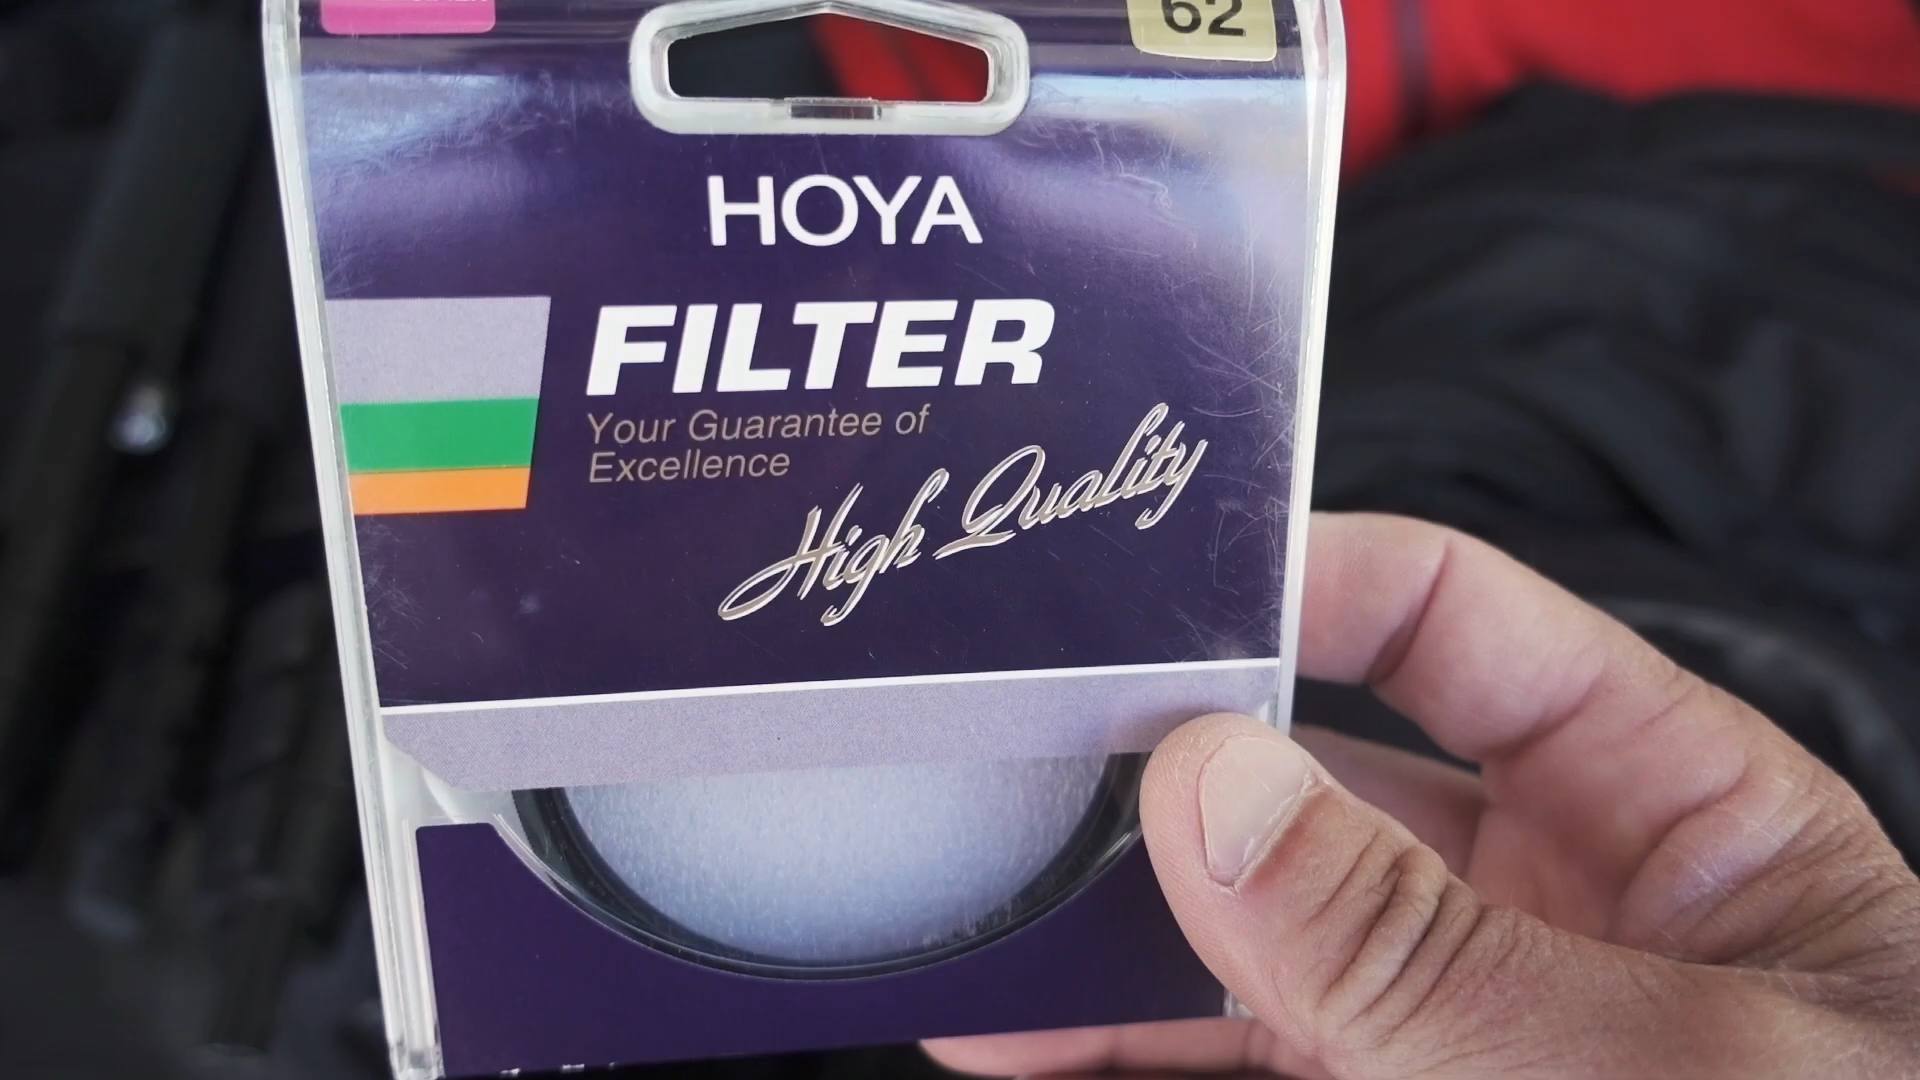 62
HOYA
FILTER
Your Guarantee of
Excellence
High Quality